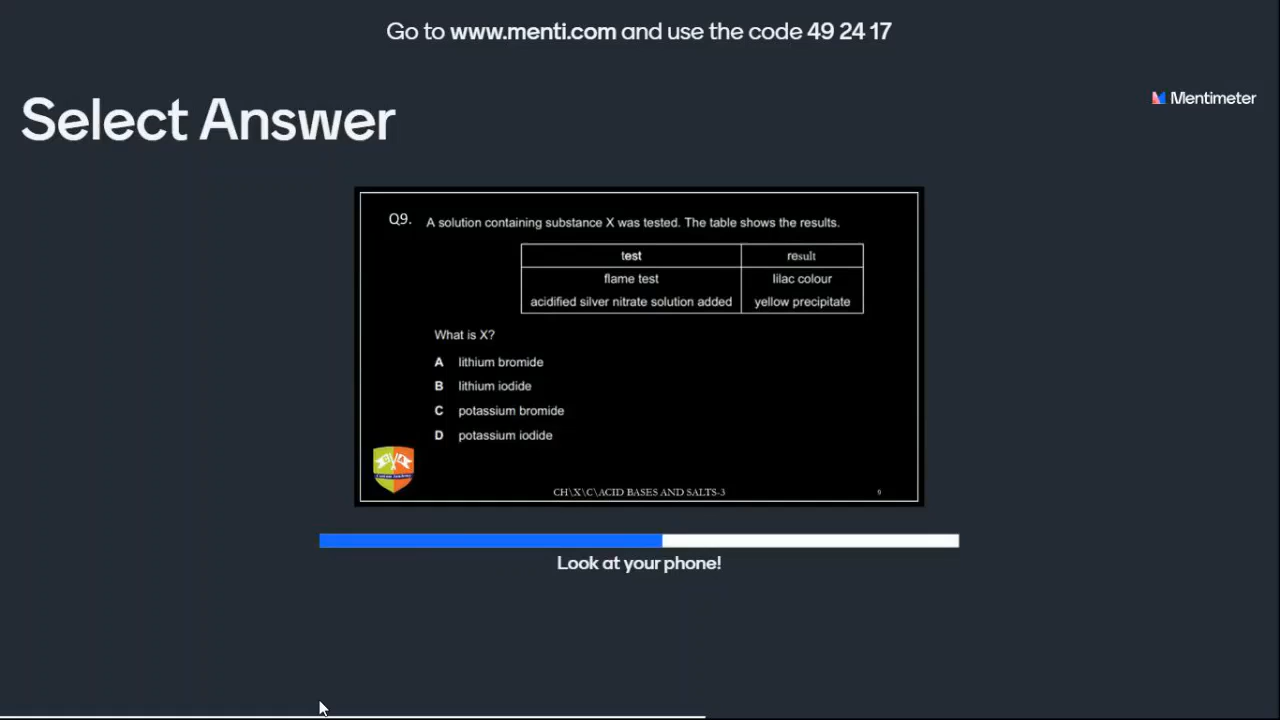 Go to www.menti.com and use the code 49 24 17
Select Answer
Mentimeter
Q9. A solution containing substance X was tested. The table shows the results.
test result
flame test lilac colour
acidified silver nitrate solution added yellow precipitate
What is X?
A lithium bromide
B lithium iodide
C potassium bromide
D potassium iodide
CH\X\C\ACID BASES AND SALTS-3 9
Look at your phone!